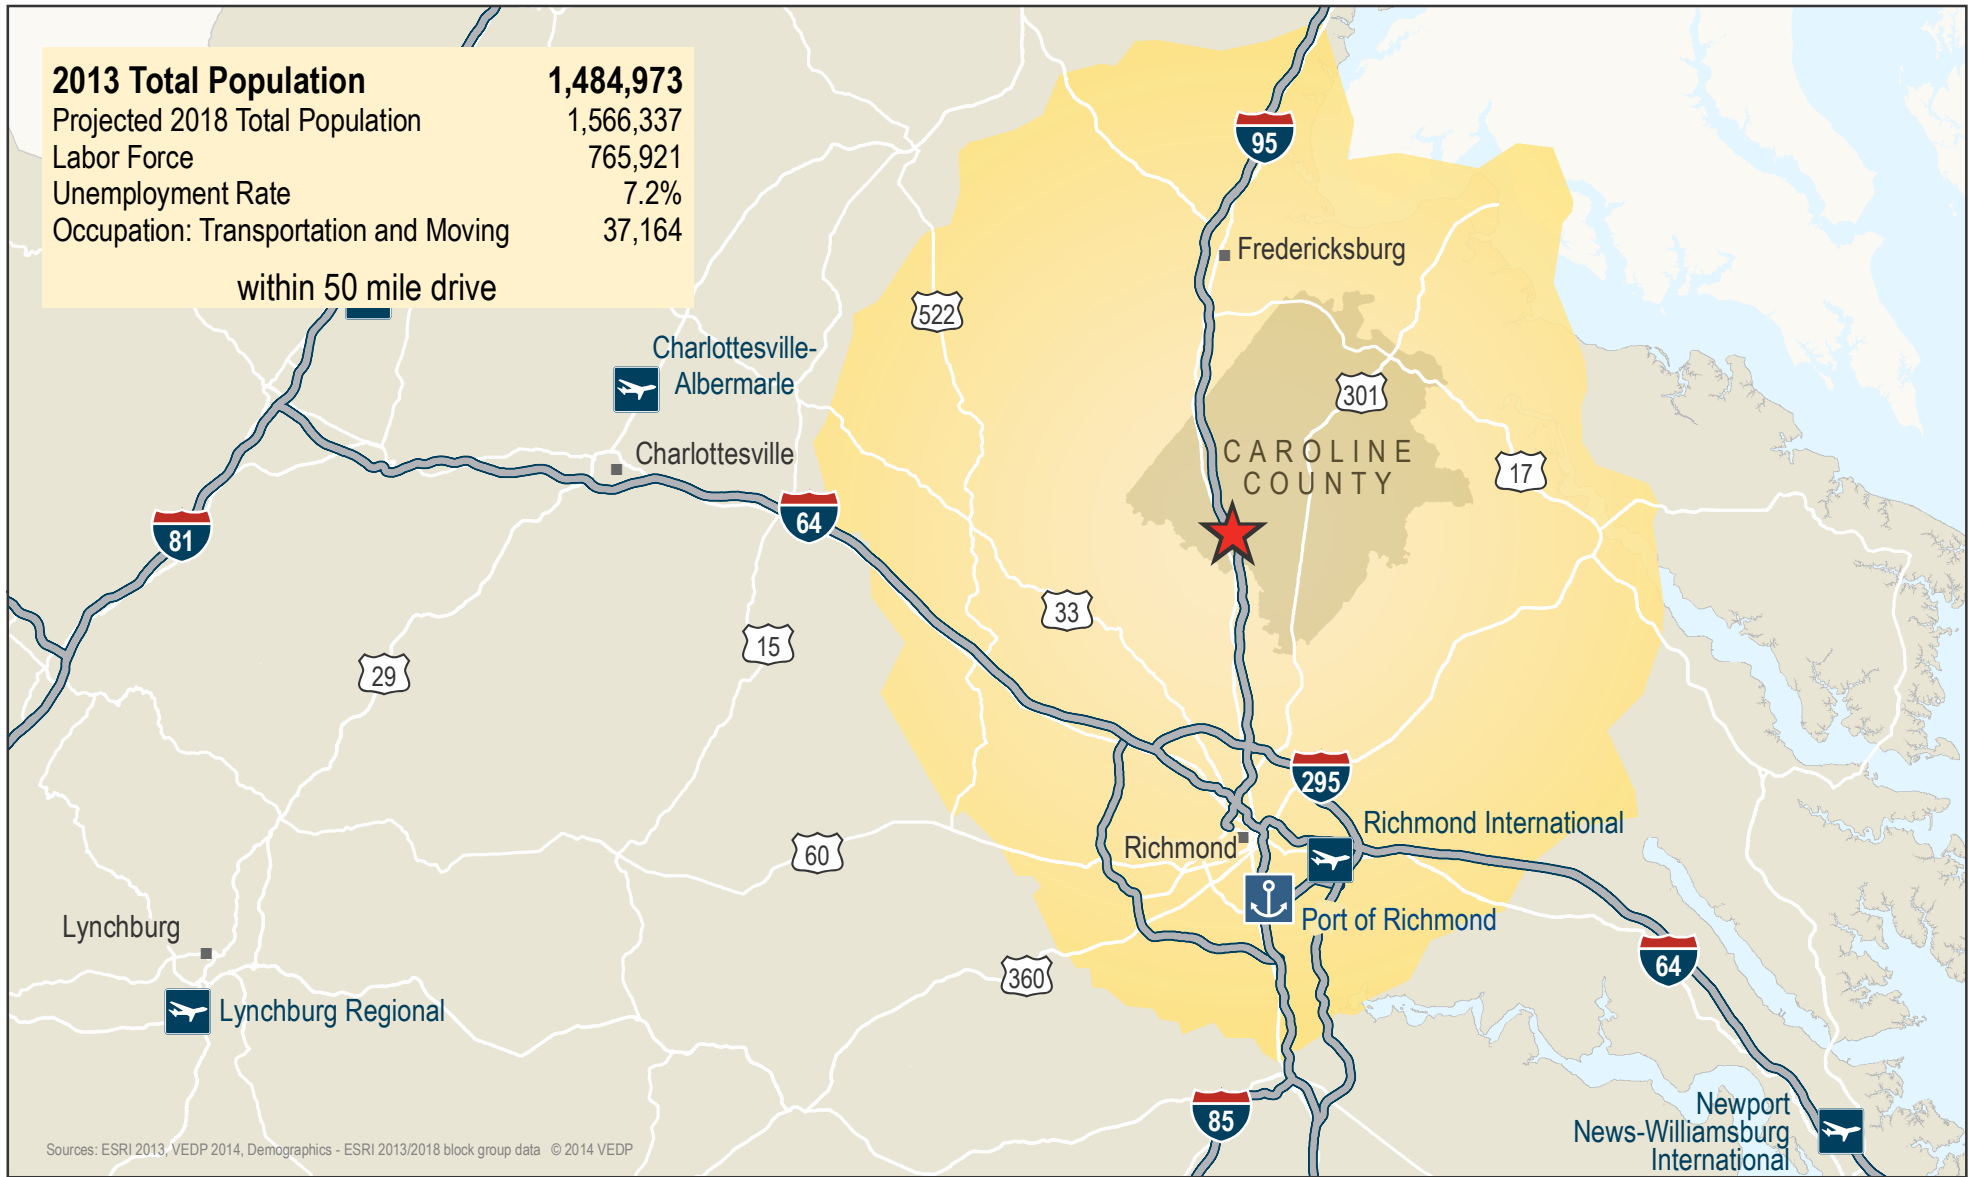 2013 Total Population 1,484,973
Projected 2018 Total Population 1,566,337
Labor Force 765,921
Unemployment Rate 7.2%
Occupation: Transportation and Moving 37,164
within 50 mile drive
95
Fredericksburg
522
Charlottesville-
Albermarle
301
Charlottesville
CAROLINE
COUNTY
17
64
81
33
15
29
295
Richmond International
Richmond
60
Port of Richmond
Lynchburg
64
360
Lynchburg Regional
85
Newport
News-Williamsburg
International
Sources: ESRI 2013, VEDP 2014, Demographics - ESRI 2013/2018 block group data © 2014 VEDP